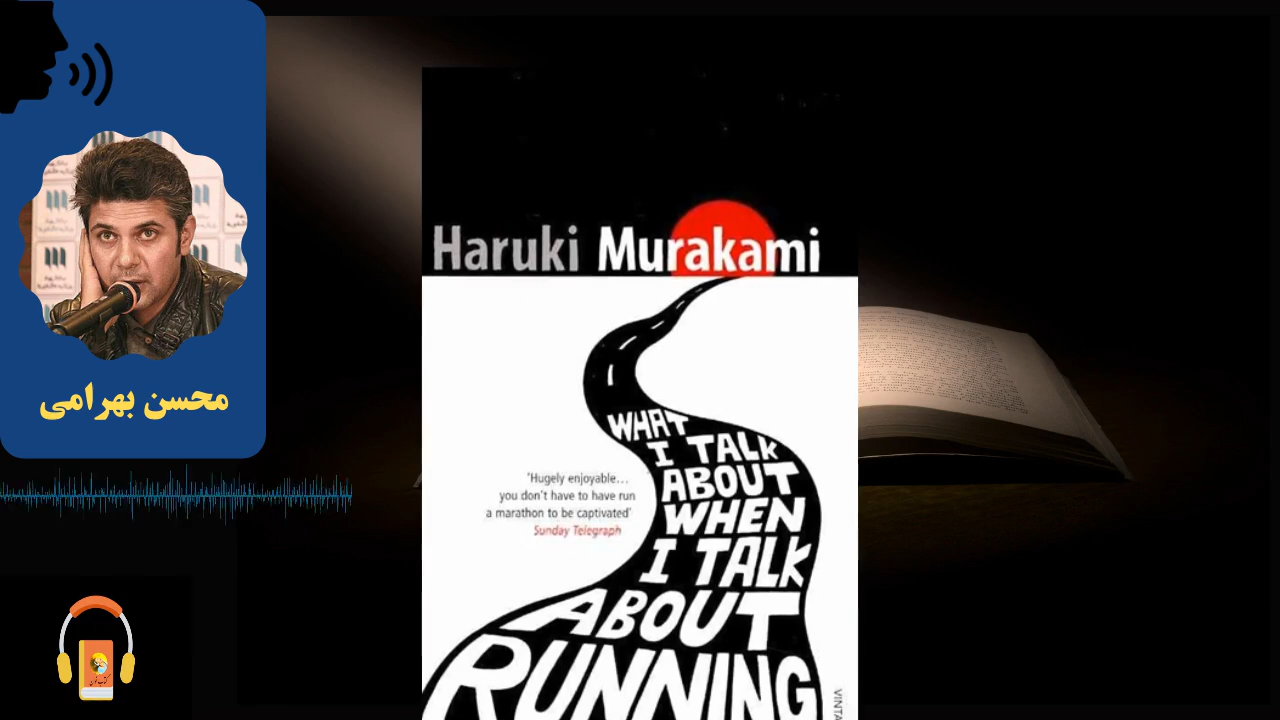 محسن بهرامی
Haruki Murakami
WHAT
I TALK
ABOUT
WHEN
I TALK
ABOUT
RUNNING
'Hugely enjoyable…
you don't have to have run
a marathon to be captivated'
Sunday Telegraph